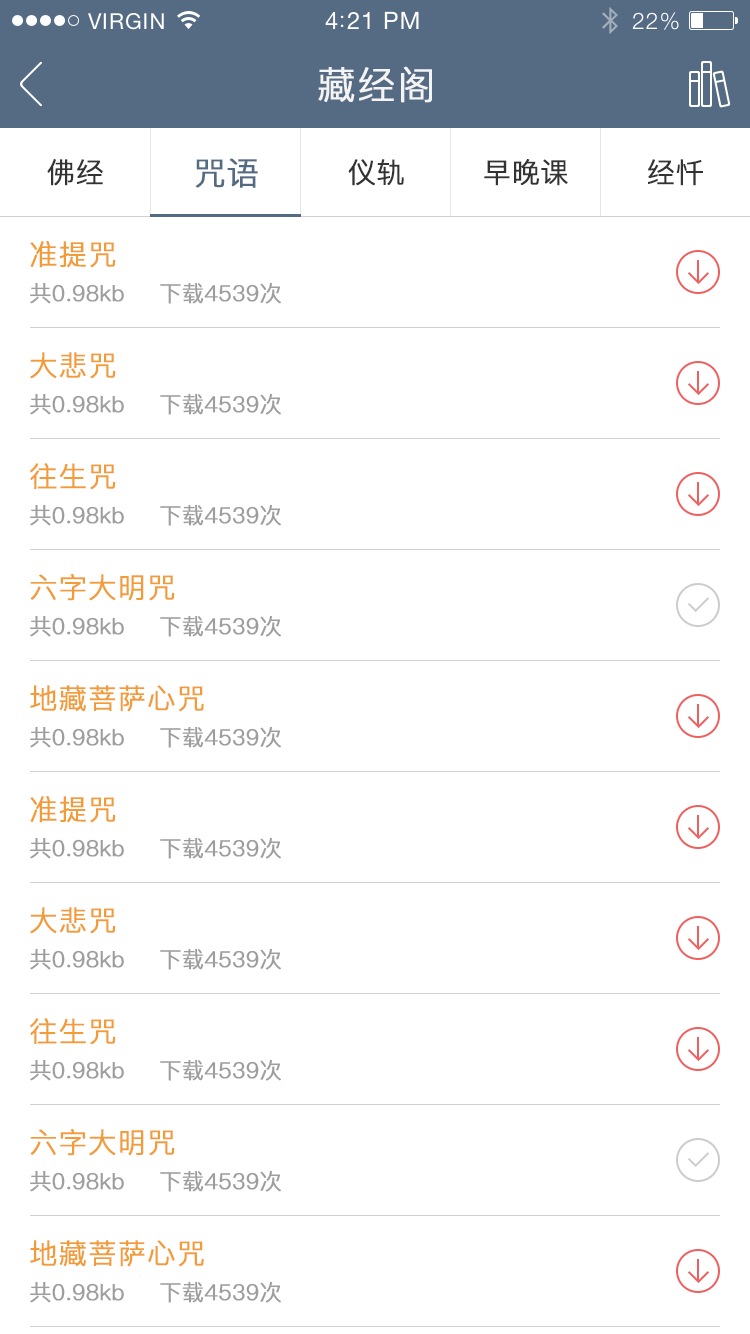 VIRGIN 4:21 PM 22%
藏经阁
佛经 咒语 仪轨 早晚课 经忏
准提咒
共0.98kb 下载4539次
大悲咒
共0.98kb 下载4539次
往生咒
共0.98kb 下载4539次
六字大明咒
共0.98kb 下载4539次
地藏菩萨心咒
共0.98kb 下载4539次
准提咒
共0.98kb 下载4539次
大悲咒
共0.98kb 下载4539次
往生咒
共0.98kb 下载4539次
六字大明咒
共0.98kb 下载4539次
地藏菩萨心咒
共0.98kb 下载4539次